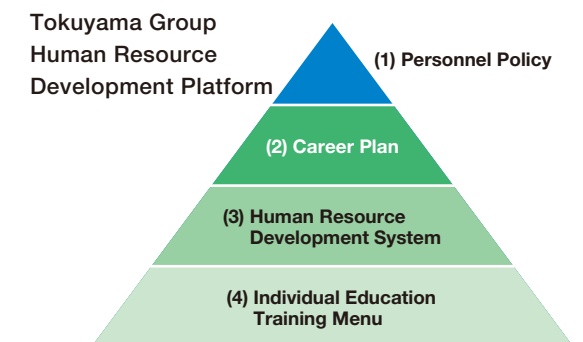 Tokuyama Group
Human Resource
Development Platform
(1) Personnel Policy
(2) Career Plan
(3) Human Resource
Development System
(4) Individual Education
Training Menu